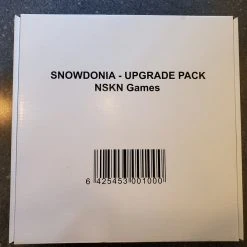 SNOWDONIA - UPGRADE PACK
NSKN Games
6 425453 001000